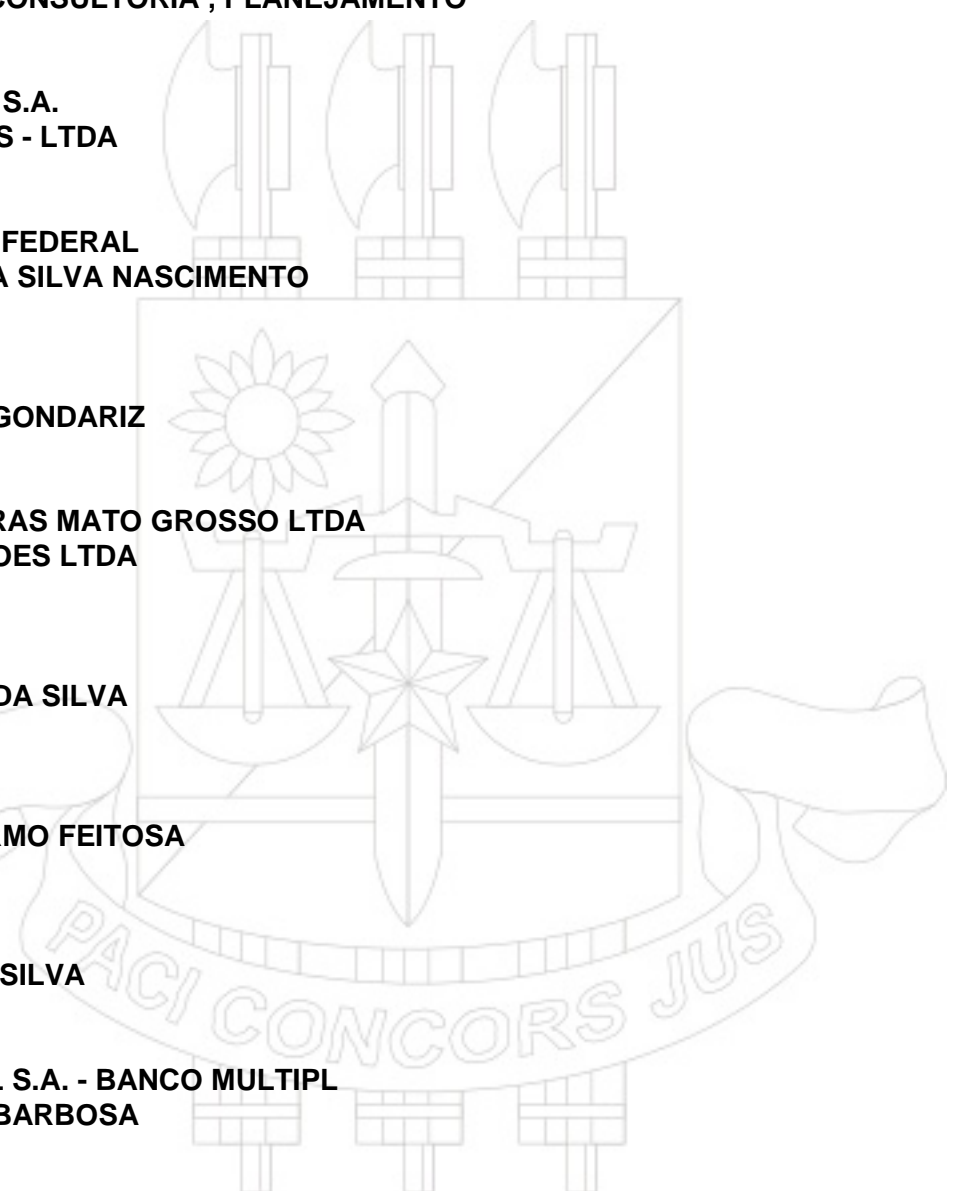 CONSULTORIA , PLANEJAMENTO
S.A.
S - LTDA
FEDERAL
A SILVA NASCIMENTO
GONDARIZ
RAS MATO GROSSO LTDA
OES LTDA
DA SILVA
AMO FEITOSA
SILVA
L S.A. - BANCO MULTIPL
BARBOSA
PACI CONCORS JUS